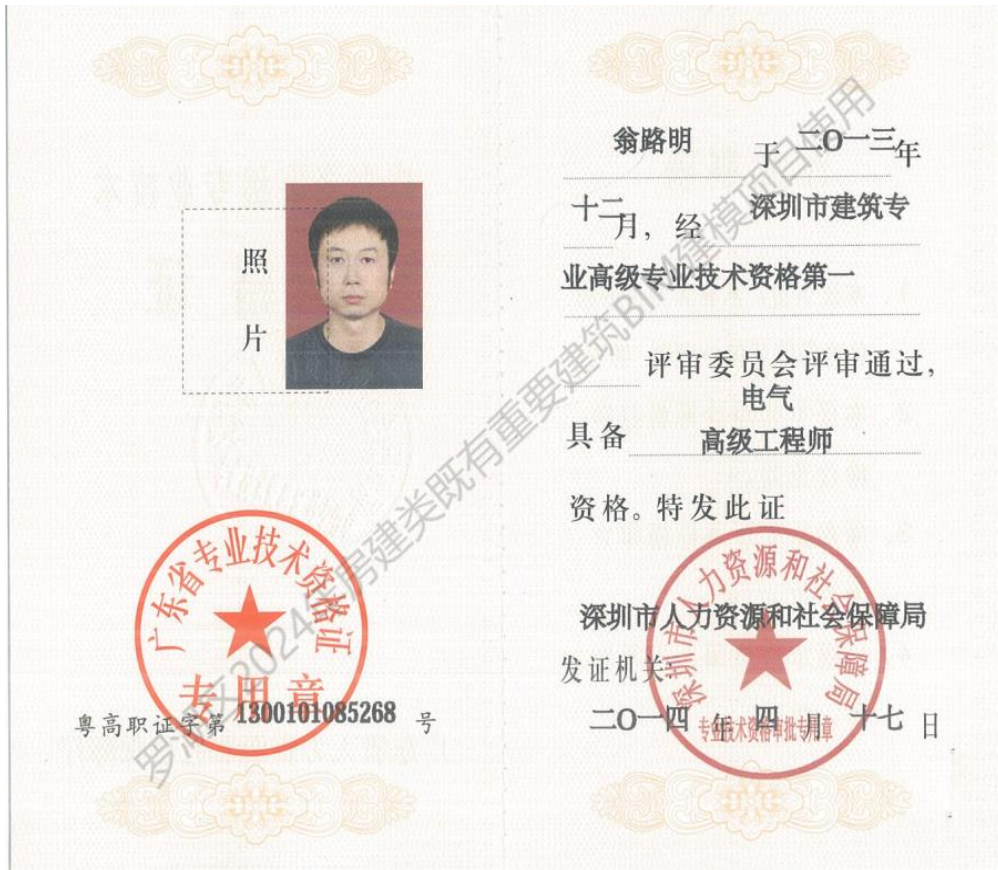 照
片
广东省专业技术资格证
专用章
粤高职证字第 1300101085268 号
翁路明 于 二〇一三年
十二月，经 深圳市建筑专
业高级专业技术资格第一
评审委员会评审通过，
电气
具备 高级工程师
资格。特发此证
深圳市人力资源和社会保障局
深圳市人力资源和社会保障局
发证机关：
二〇一四 年 四 月 十七 日
专业技术资格审批专用章
罗湖区2024年房建类既有重要建筑BIM建模项目使用